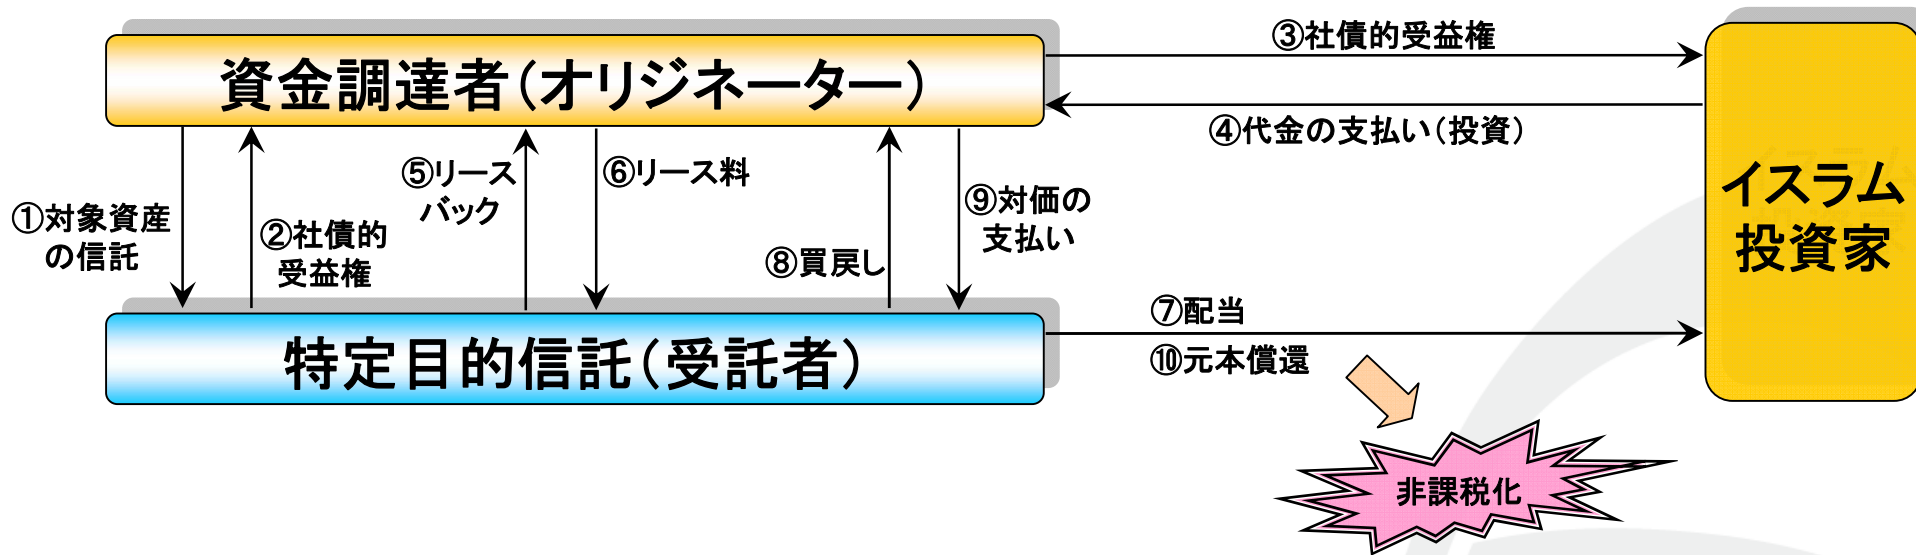 ③社債的受益権
資金調達者（オリジネーター）
④代金の支払い（投資）
①対象資産
の信託
②社債的
受益権
⑤リース
バック
⑥リース料
⑧買戻し
⑨対価の
支払い
イスラム
投資家
⑦配当
⑩元本償還
特定目的信託（受託者）
非課税化